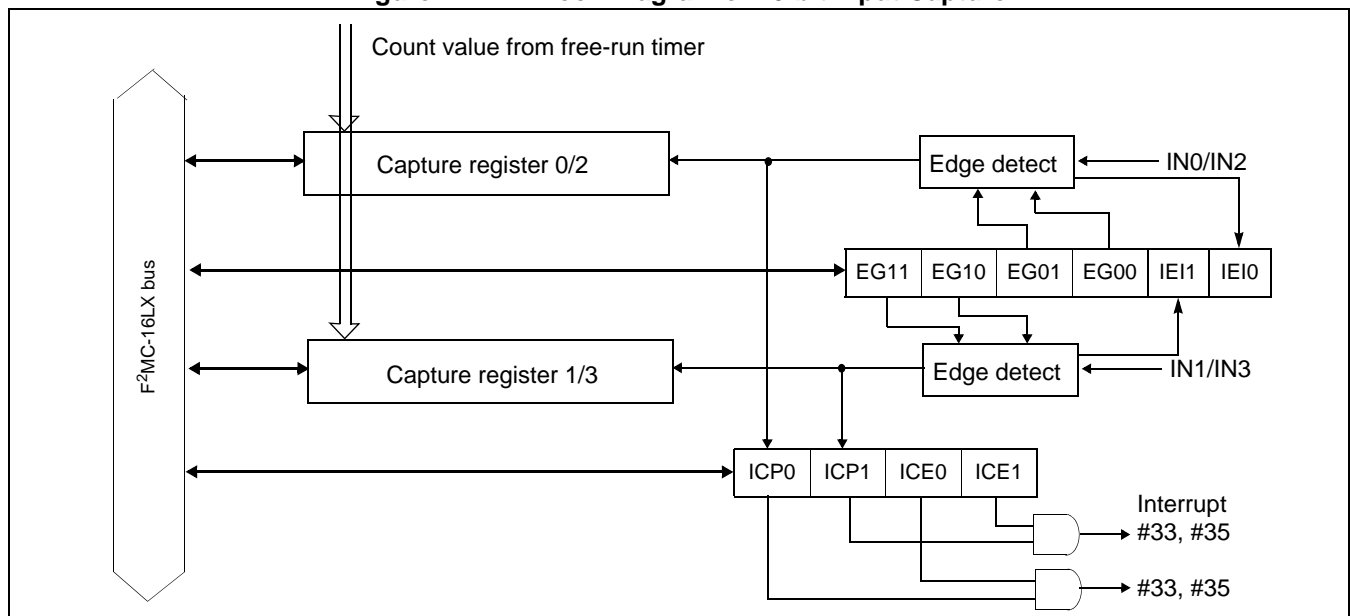 Count value from free-run timer
Capture register 0/2
Edge detect
IN0/IN2
F²MC-16LX bus
EG11 EG10 EG01 EG00 IEI1 IEI0
Capture register 1/3
Edge detect
IN1/IN3
ICP0 ICP1 ICE0 ICE1
Interrupt
#33, #35
#33, #35